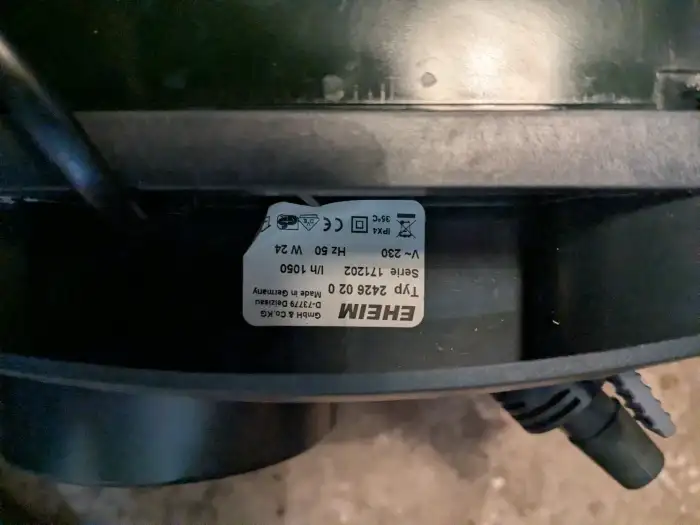 EHEIM
GmbH & Co.KG
D-73779 Deizisau
Made in Germany
Typ 2426 02 0
Serie 171202 l/h 1050
V~ 230 Hz 50 W 24
IPX4
35°C
CE